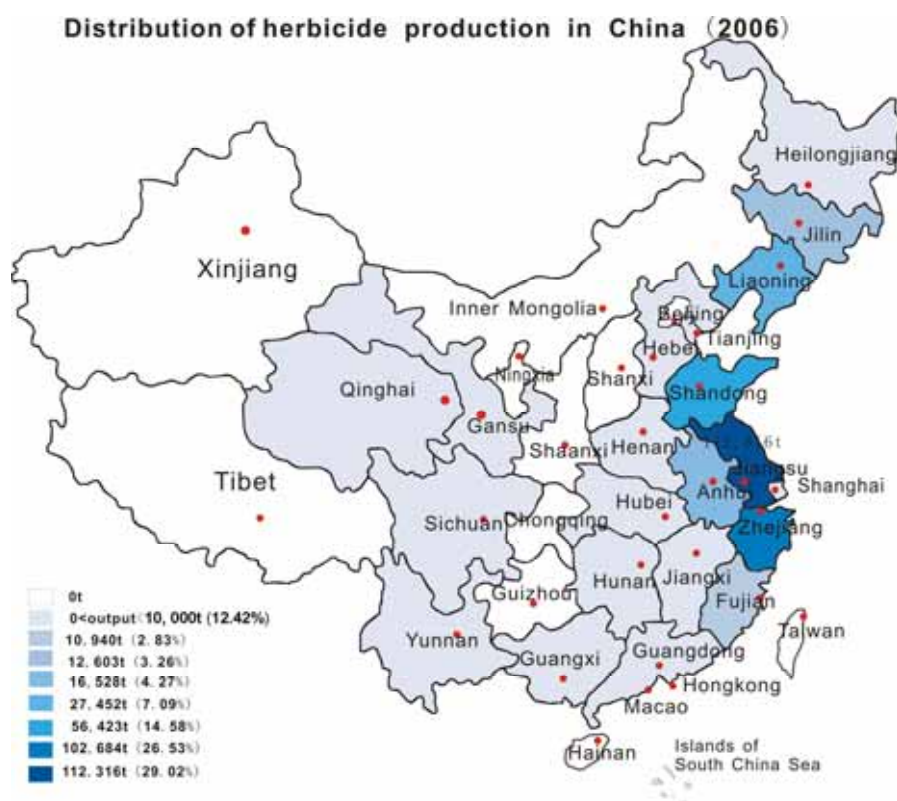 Distribution of herbicide production in China (2006)
Heilongjiang
Jilin
Liaoning
Xinjiang
Inner Mongolia
Beijing
Tianjing
Hebei
Ningxia
Shanxi
Qinghai
Gansu
Shandong
Henan
Shaanxi
6t
Jiangsu
Tibet
Anhui
Shanghai
Hubei
Sichuan
Chongqing
Zhejiang
Hunan
Jiangxi
Guizhou
Fujian
Taiwan
Yunnan
Guangxi
Guangdong
Hongkong
Macao
Hainan
Islands of
South China Sea
0t
0<output(10,000t (12.42%)
10,940t (2.83%)
12,603t (3.26%)
16,528t (4.27%)
27,452t (7.09%)
56,423t (14.58%)
102,684t (26.53%)
112,316t (29.02%)